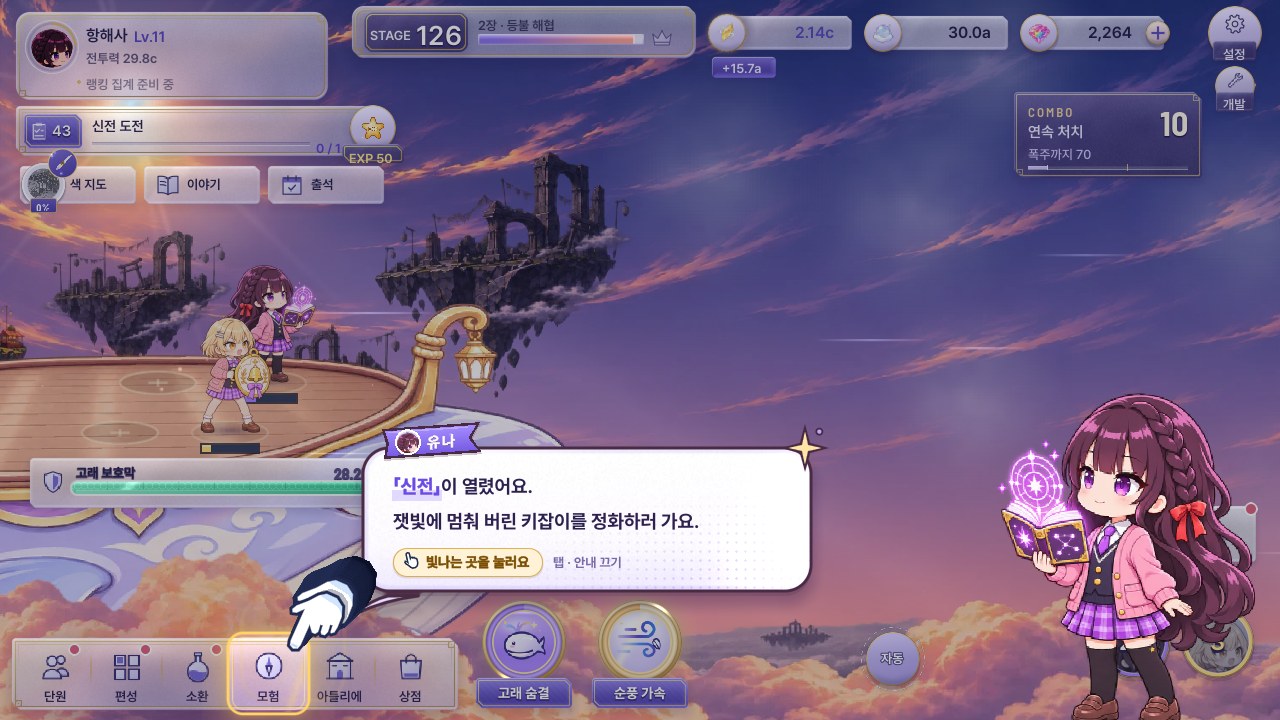 항해사 Lv.11
전투력 29.8c
랭킹 집계 준비 중
STAGE 126
2장 · 등불 해협
2.14c
+15.7a
30.0a
2,264
설정
개발
43
신전 도전
0 / 1
EXP 50
색 지도
0%
이야기
출석
COMBO
연속 처치
10
폭주까지 70
고래 보호막
28.2
유나
「신전」이 열렸어요.
잿빛에 멈춰 버린 키잡이를 정화하러 가요.
빛나는 곳을 눌러요
탭 · 안내 끄기
단원
편성
소환
모험
아틀리에
상점
고래 숨결
순풍 가속
자동